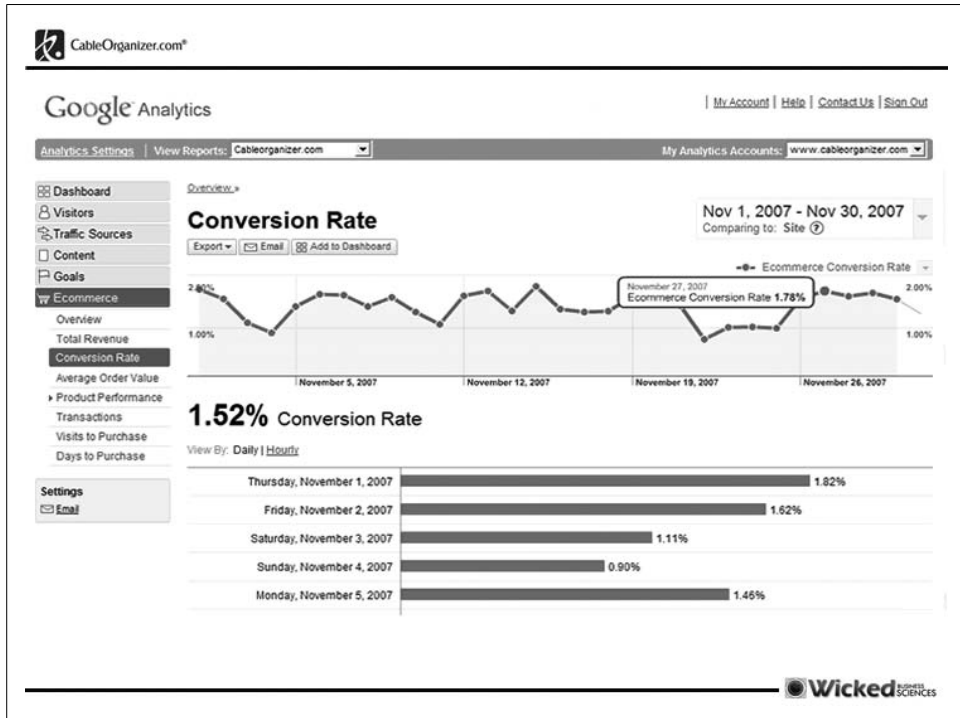 CableOrganizer.com®
Google Analytics
My Account | Help | Contact Us | Sign Out
Analytics Settings | View Reports: Cableorganizer.com
My Analytics Accounts: www.cableorganizer.com
Dashboard
Visitors
Traffic Sources
Content
Goals
Ecommerce
Overview
Total Revenue
Conversion Rate
Average Order Value
Product Performance
Transactions
Visits to Purchase
Days to Purchase
Settings
Email
Overview »
Conversion Rate
Export Email Add to Dashboard
Nov 1, 2007 - Nov 30, 2007
Comparing to: Site ?
Ecommerce Conversion Rate
2.00%
1.00%
November 27, 2007
Ecommerce Conversion Rate 1.78%
2.00%
1.00%
November 5, 2007 November 12, 2007 November 19, 2007 November 26, 2007
1.52% Conversion Rate
View By: Daily | Hourly
Thursday, November 1, 2007 1.82%
Friday, November 2, 2007 1.62%
Saturday, November 3, 2007 1.11%
Sunday, November 4, 2007 0.90%
Monday, November 5, 2007 1.46%
Wicked BUSINESS SCIENCES